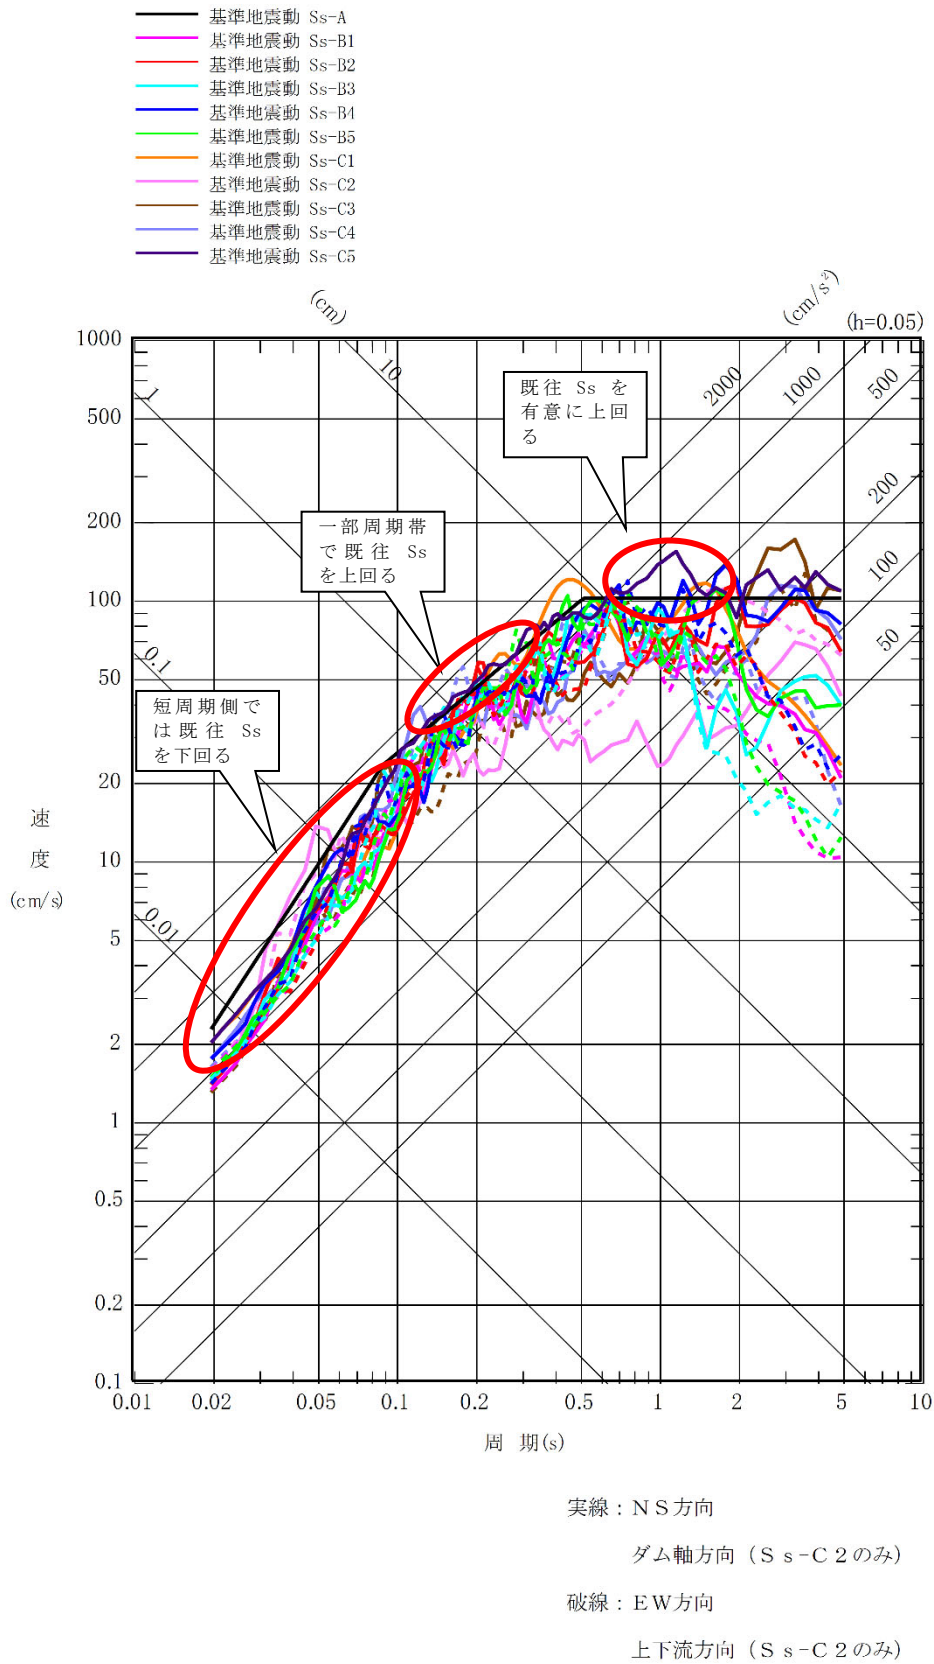 基準地震動 Ss-A
基準地震動 Ss-B1
基準地震動 Ss-B2
基準地震動 Ss-B3
基準地震動 Ss-B4
基準地震動 Ss-B5
基準地震動 Ss-C1
基準地震動 Ss-C2
基準地震動 Ss-C3
基準地震動 Ss-C4
基準地震動 Ss-C5
(cm)
(cm/s²)
(h=0.05)
1000
500
200
100
50
20
10
5
2
1
0.5
0.2
0.1
1
10
0.1
0.01
2000
1000
500
200
100
50
既往 Ss を
有意に上回
る
一部周期帯
で既往 Ss
を上回る
短周期側で
は既往 Ss
を下回る
速
度
(cm/s)
0.01
0.02
0.05
0.1
0.2
0.5
1
2
5
10
周 期(s)
実線：ＮＳ方向
ダム軸方向（Ｓｓ-Ｃ２のみ）
破線：ＥＷ方向
上下流方向（Ｓｓ-Ｃ２のみ）